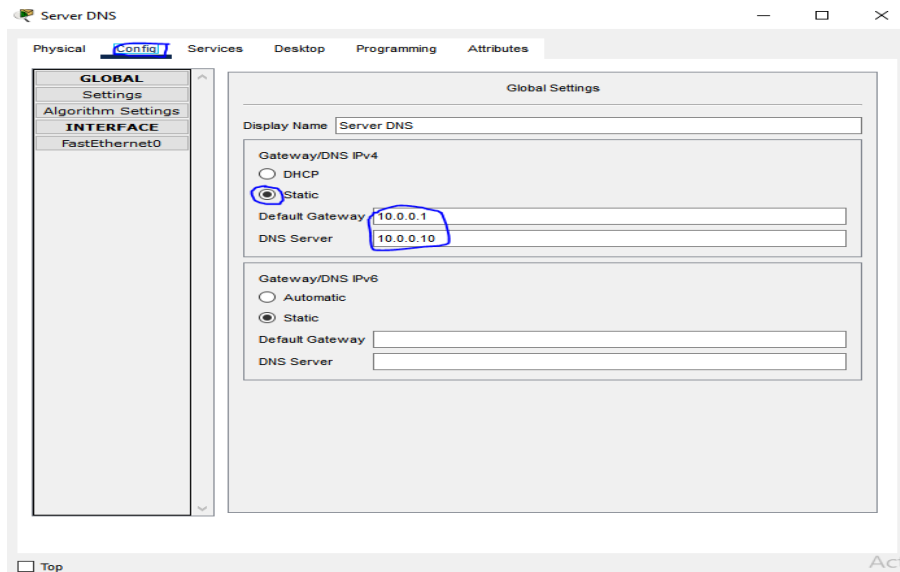 Server DNS
Physical Config Services Desktop Programming Attributes
GLOBAL
Settings
Algorithm Settings
INTERFACE
FastEthernet0
Global Settings
Display Name Server DNS
Gateway/DNS IPv4
DHCP
Static
Default Gateway 10.0.0.1
DNS Server 10.0.0.10
Gateway/DNS IPv6
Automatic
Static
Default Gateway
DNS Server
Top
Act